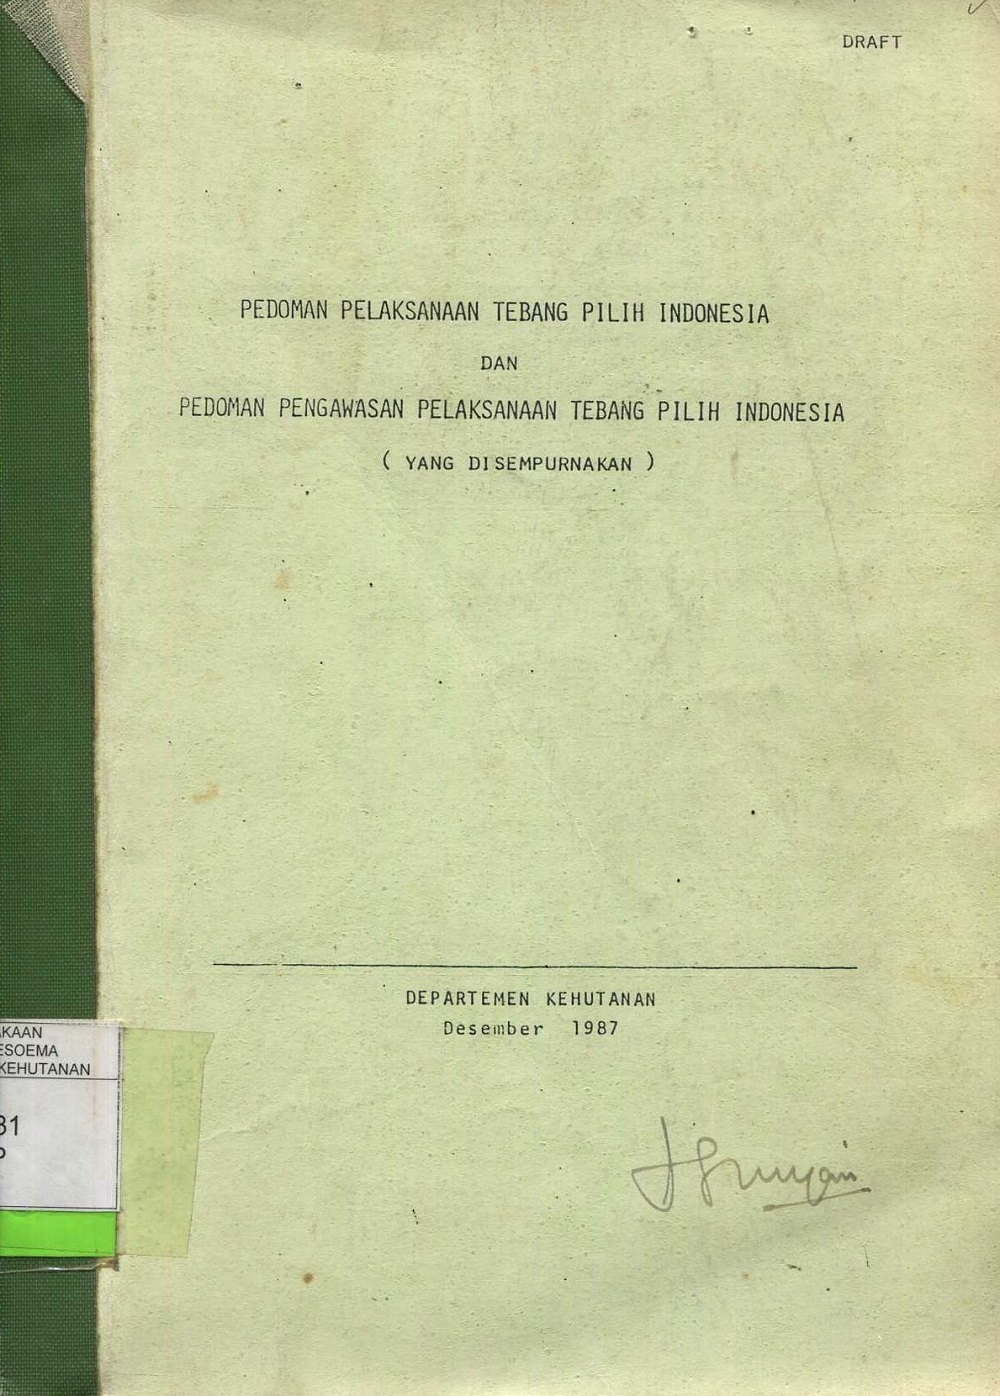 DRAFT
PEDOMAN PELAKSANAAN TEBANG PILIH INDONESIA
DAN
PEDOMAN PENGAWASAN PELAKSANAAN TEBANG PILIH INDONESIA
( YANG DISEMPURNAKAN )
DEPARTEMEN KEHUTANAN
Desember 1987
AKAAN
ESOEMA
KEHUTANAN
81
P